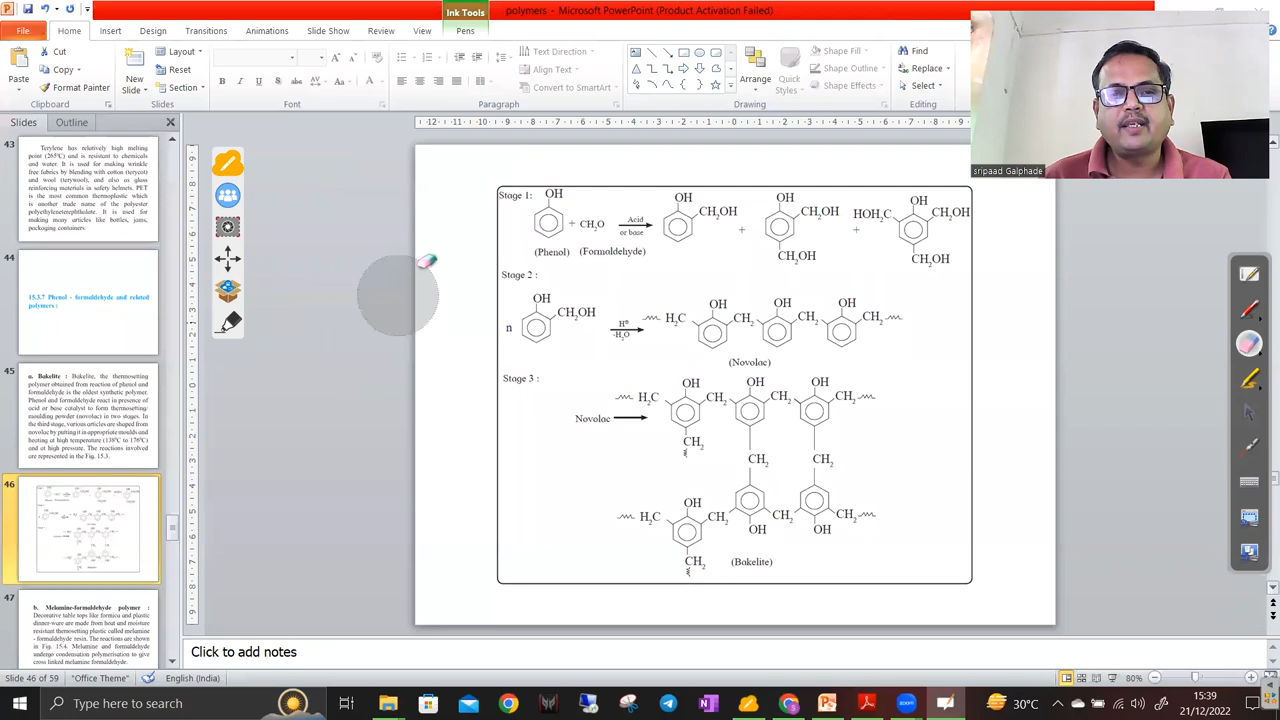 Ink Tools
polymers - Microsoft PowerPoint (Product Activation Failed)
File
Home
Insert
Design
Transitions
Animations
Slide Show
Review
View
Pens
Paste
Cut
Copy
Format Painter
Clipboard
New
Slide
Layout
Reset
Section
Slides
Font
Paragraph
Text Direction
Align Text
Convert to SmartArt
Arrange
Quick
Styles
Shape Fill
Shape Outline
Shape Effects
Drawing
Find
Replace
Select
Editing
sripaad Galphade
Slides
Outline
43
Terylene has relatively high melting
point (265°C) and is resistant to chemicals
and water. It is used for making wrinkle
free fabrics by blending with cotton (terycot)
and wool (terywool), and also as glass
reinforcing materials in safety helmets. PET
is the most common thermoplastic which
is another trade name of the polyester
polyethyleneterephthalate. It is used for
making many articles like bottles, jams,
packaging containers.
44
15.3.7 Phenol - formaldehyde and related
polymers :
45
a. Bakelite : Bakelite, the thermosetting
polymer obtained from reaction of phenol and
formaldehyde is the oldest synthetic polymer.
Phenol and formaldehyde react in presence of
acid or base catalyst to form thermosetting/
moulding powder (novolac) in two stages. In
the third stage, various articles are shaped from
novolac by putting it in appropriate moulds and
heating at high temperature (138°C to 176°C)
and at high pressure. The reactions involved
are represented in the Fig. 15.3.
46
47
b. Melamine-formaldehyde polymer :
Decorative table tops like formica and plastic
dinner-ware are made from heat and moisture
resistant thermosetting plastic called melamine
- formaldehyde resin. The reactions are shown
in Fig. 15.4. Melamine and formaldehyde
undergo condensation polymerisation to give
cross linked melamine formaldehyde.
Stage 1:
OH
+ CH₂O
Acid
or base
OH
CH₂OH
+
OH
CH₂OH
CH₂OH
+
OH
HOH₂C
CH₂OH
CH₂OH
(Phenol) (Formaldehyde)
Stage 2 :
n
OH
CH₂OH
H⊕
-H₂O
H₂C
OH
CH₂
OH
CH₂
OH
CH₂
(Novolac)
Stage 3 :
Novolac
H₂C
OH
CH₂
OH
CH₂
OH
CH₂
CH₂
CH₂
CH₂
H₂C
OH
CH₂
CH₂
CH₂
OH
OH
CH₂
(Bakelite)
Click to add notes
Slide 46 of 59
"Office Theme"
English (India)
80%
Type here to search
30°C
15:39
21/12/2022